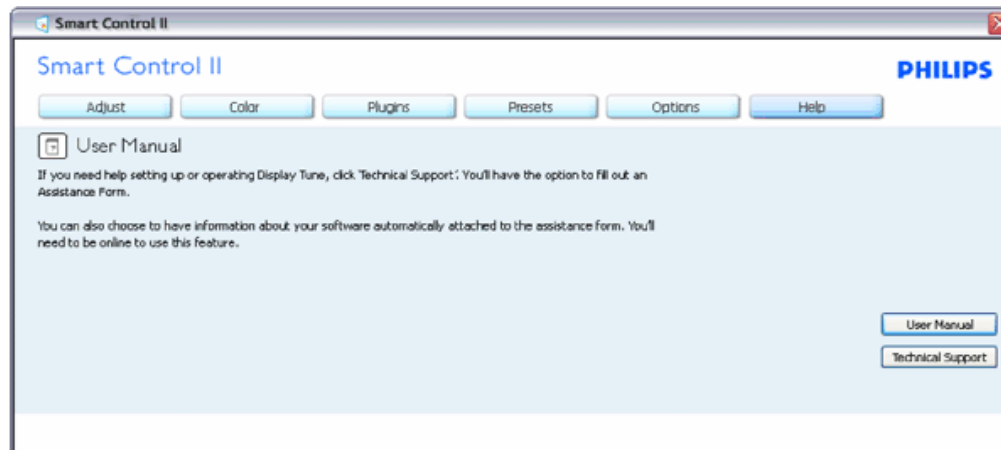 Smart Control II
Smart Control II
PHILIPS
Adjust
Color
Plugins
Presets
Options
Help
User Manual
If you need help setting up or operating Display Tune, click 'Technical Support'. You'll have the option to fill out an
Assistance Form.
You can also choose to have information about your software automatically attached to the assistance form. You'll
need to be online to use this feature.
User Manual
Technical Support